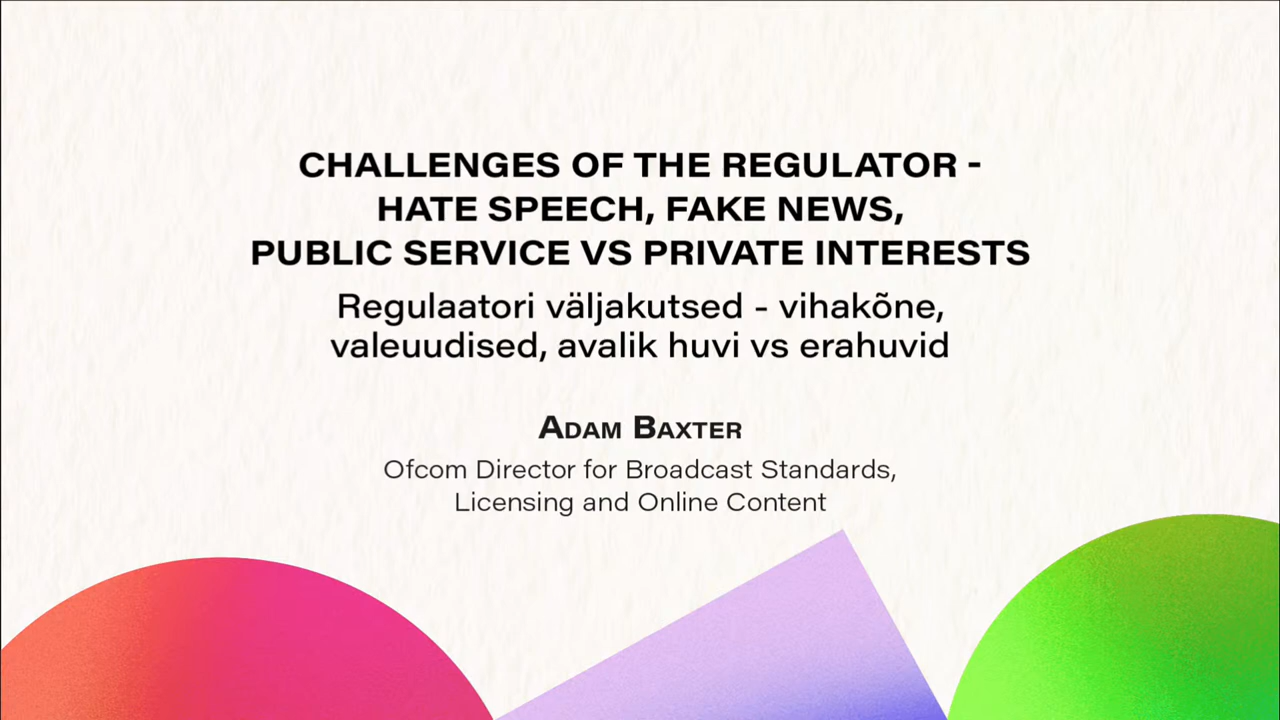 CHALLENGES OF THE REGULATOR -
HATE SPEECH, FAKE NEWS,
PUBLIC SERVICE VS PRIVATE INTERESTS
Regulaatori väljakutsed - vihakõne,
valeuudised, avalik huvi vs erahuvid
ADAM BAXTER
Ofcom Director for Broadcast Standards,
Licensing and Online Content